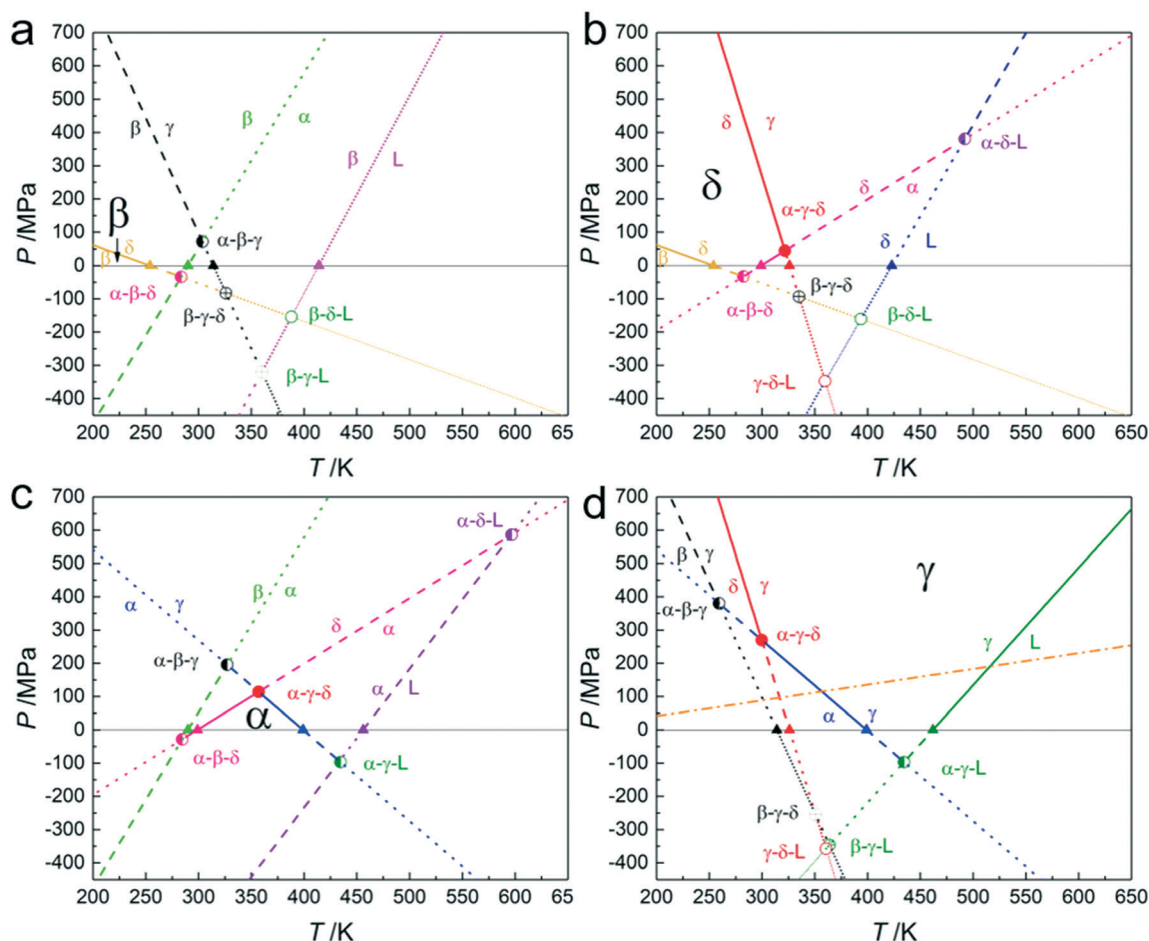 a
700
600
500
400
300
200
100
0
-100
-200
-300
-400
P /MPa
β γ
β α
β L
β
β δ
α-β-γ
α-β-δ
β-γ-δ
β-δ-L
β-γ-L
200 250 300 350 400 450 500 550 600 65
T /K
b
700
600
500
400
300
200
100
0
-100
-200
-300
-400
P /MPa
δ γ
α-δ-L
δ
δ α
α-γ-δ
δ L
β δ
β-γ-δ
α-β-δ
β-δ-L
γ-δ-L
200 250 300 350 400 450 500 550 600 650
T /K
c
700
600
500
400
300
200
100
0
-100
-200
-300
-400
P /MPa
α-δ-L
α γ
β α
δ α
α-β-γ
α-γ-δ
α L
α
α-β-δ
α-γ-L
200 250 300 350 400 450 500 550 600 65
T /K
d
700
600
500
400
300
200
100
0
-100
-200
-300
-400
P /MPa
β γ
γ
δ γ
α-β-γ
α-γ-δ
γ L
α γ
α-γ-L
β-γ-δ
γ-δ-L
β-γ-L
200 250 300 350 400 450 500 550 600 650
T /K